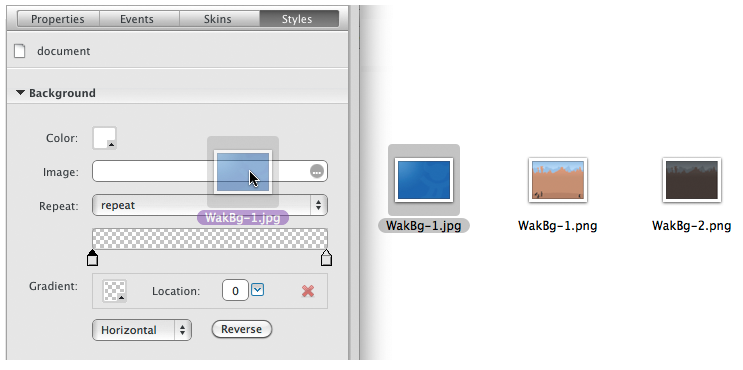 Properties Events Skins Styles
document
Background
Color:
Image:
Repeat: repeat
WakBg-1.jpg
Gradient: Location: 0
Horizontal Reverse
WakBg-1.jpg WakBg-1.png WakBg-2.png